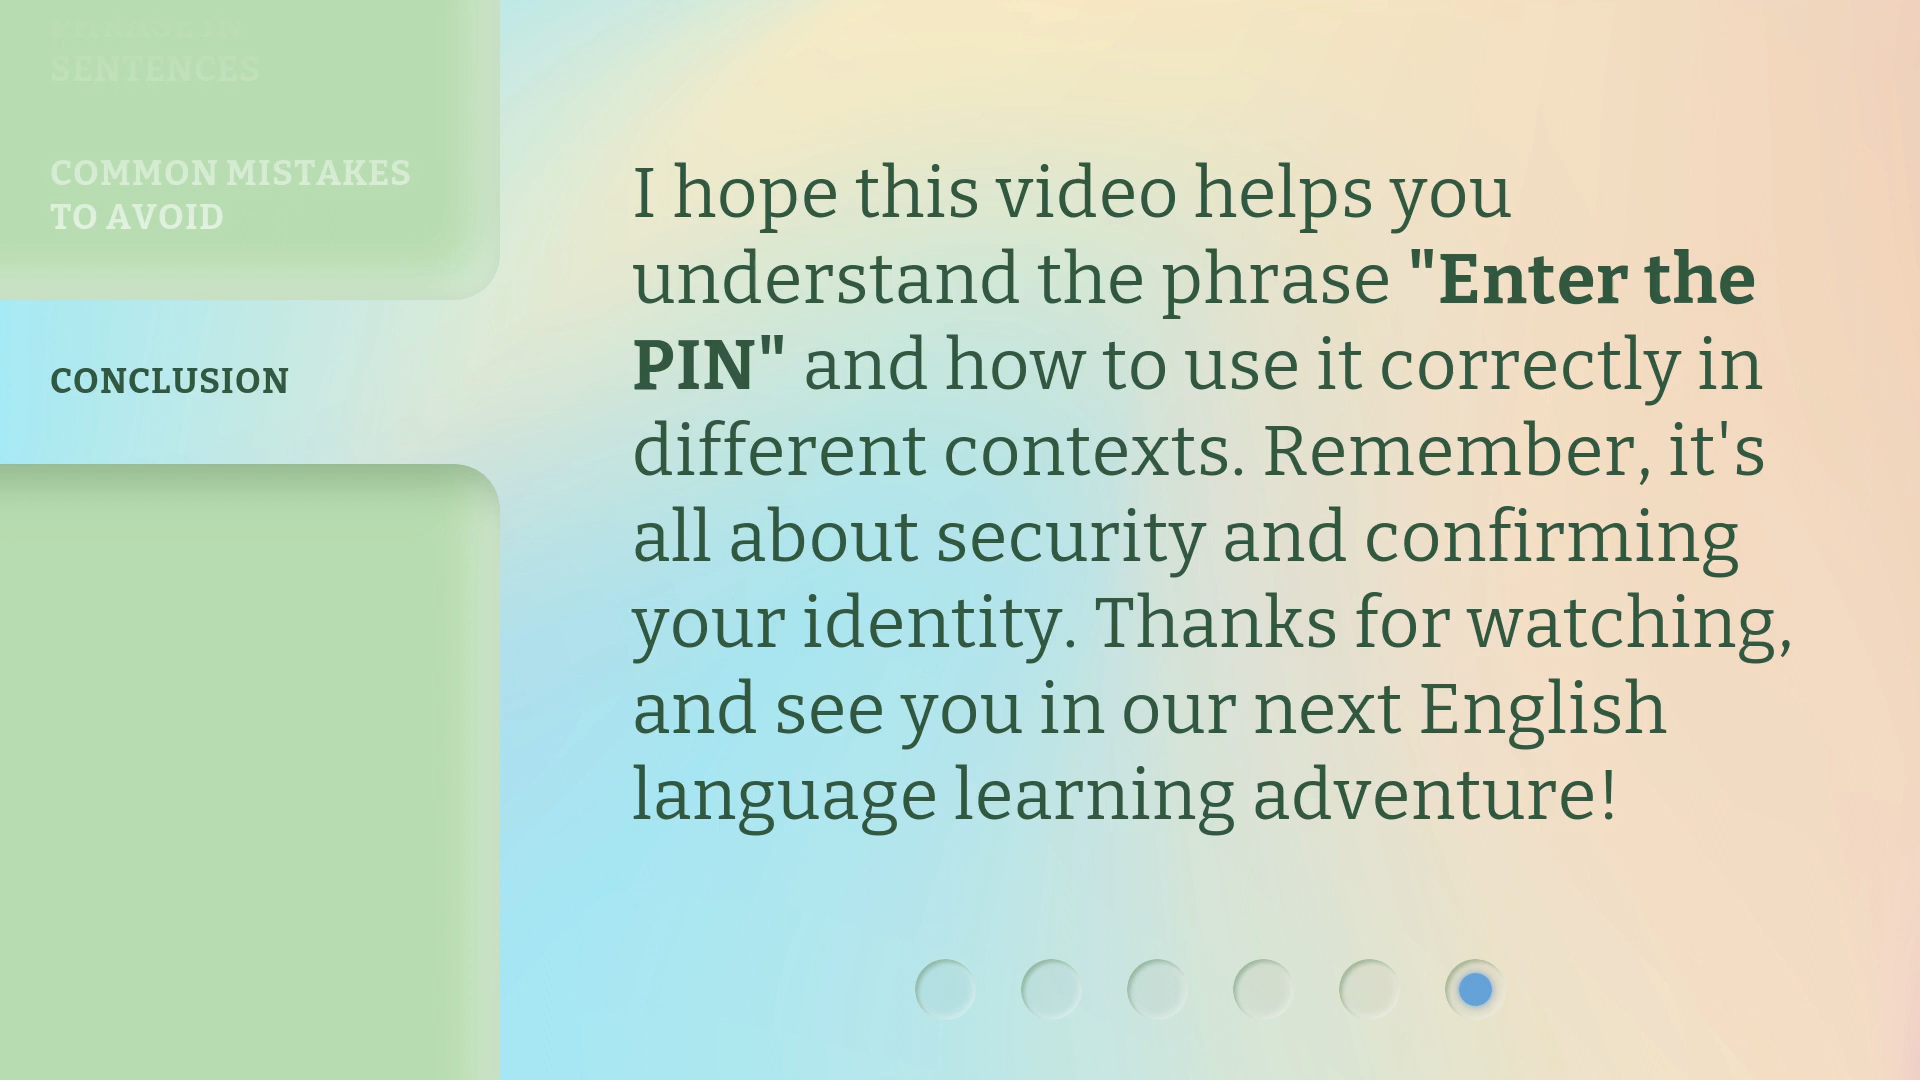 PHRASE IN
SENTENCES
COMMON MISTAKES
TO AVOID
CONCLUSION
I hope this video helps you
understand the phrase "Enter the
PIN" and how to use it correctly in
different contexts. Remember, it's
all about security and confirming
your identity. Thanks for watching,
and see you in our next English
language learning adventure!